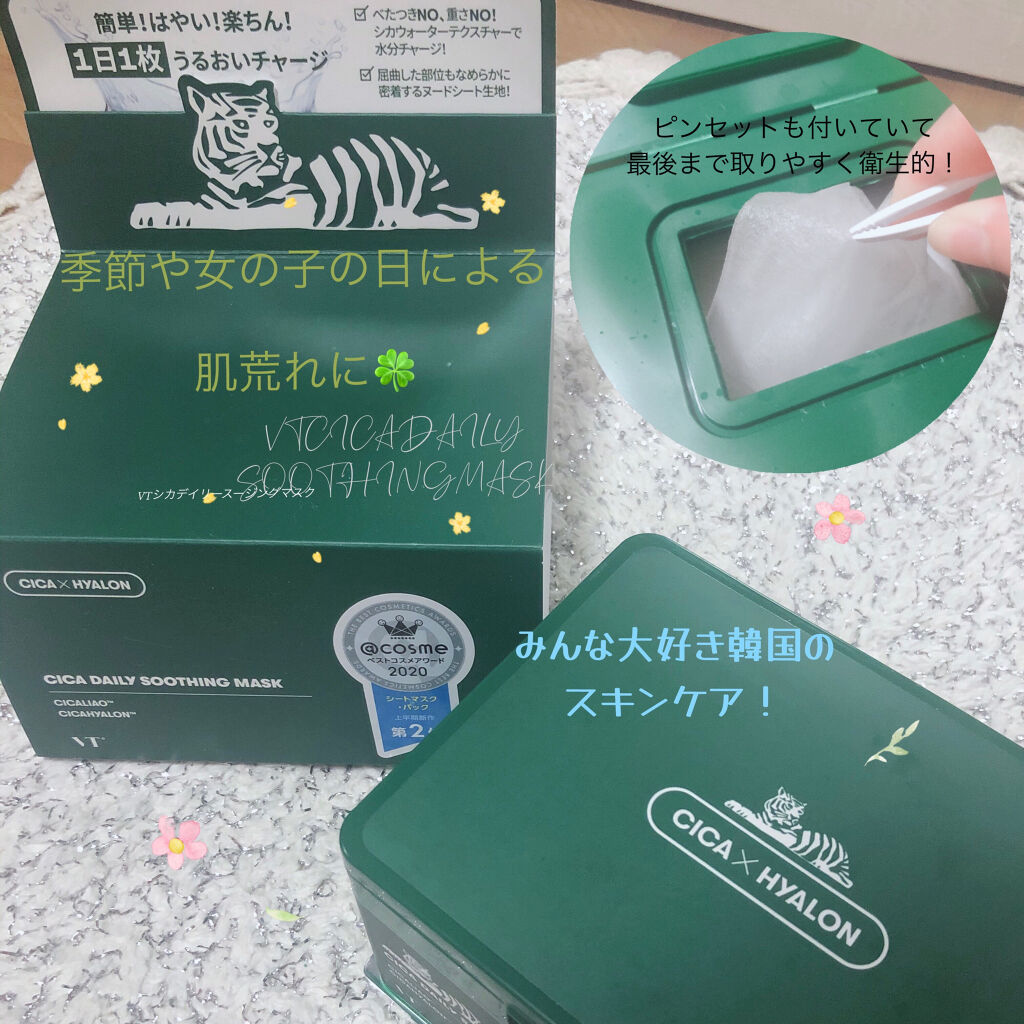 簡単!はやい!楽ちん!
1日1枚 うるおいチャージ
べたつきNO、重さNO!
シカウォーターテクスチャーで
水分チャージ!
屈曲した部位もなめらかに
密着するヌードシート生地!
ピンセットも付いていて
最後まで取りやすく衛生的！
季節や女の子の日による
肌荒れに🍀
VTCICADAILY
SOOTHINGMASK
VTシカデイリースージングマスク
CICA×HYALON
THE BEST COSMETICS AWARDS
@cosme
ベストコスメアワード
2020
シートマスク
・パック
上半期新作
第2
CICA DAILY SOOTHING MASK
CICALIAO™
CICAHYALON™
VT
みんな大好き韓国の
スキンケア！
CICA×HYALON